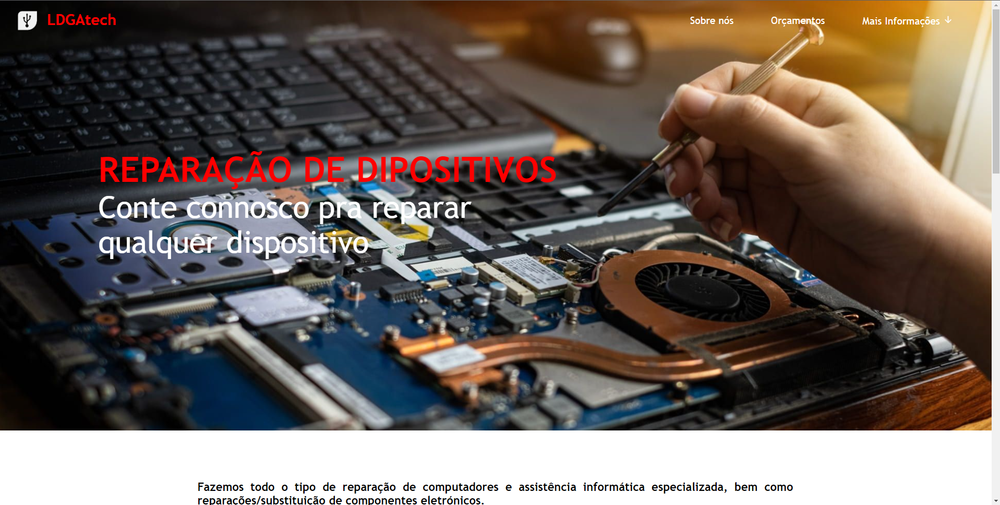 LDGAtech
Sobre nós
Orçamentos
Mais Informações ↓
REPARAÇÃO DE DIPOSITIVOS
Conte connosco pra reparar
qualquer dispositivo
Fazemos todo o tipo de reparação de computadores e assistência informática especializada, bem como
reparações/substituição de componentes eletrónicos.